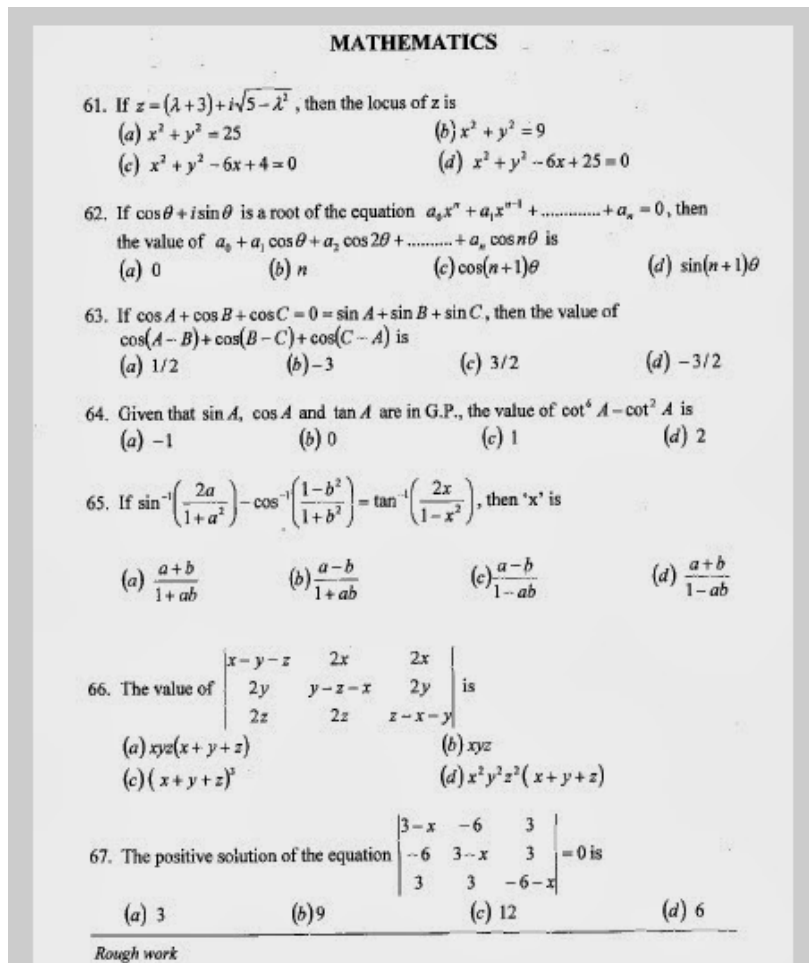 MATHEMATICS
61. If z = (λ + 3) + i√(5 − λ²) , then the locus of z is
(a) x² + y² = 25 (b) x² + y² = 9
(c) x² + y² − 6x + 4 = 0 (d) x² + y² − 6x + 25 = 0
62. If cosθ + i sinθ is a root of the equation a₀xⁿ + a₁xⁿ⁻¹ + ............. + aₙ = 0, then
the value of a₀ + a₁ cosθ + a₂ cos 2θ + .......... + aₙ cos nθ is
(a) 0 (b) n (c) cos(n + 1)θ (d) sin(n + 1)θ
63. If cos A + cos B + cos C = 0 = sin A + sin B + sin C, then the value of
cos(A − B) + cos(B − C) + cos(C − A) is
(a) 1/2 (b) −3 (c) 3/2 (d) −3/2
64. Given that sin A, cos A and tan A are in G.P., the value of cot⁶ A − cot² A is
(a) −1 (b) 0 (c) 1 (d) 2
65. If sin⁻¹(2a/(1+a²)) − cos⁻¹((1−b²)/(1+b²)) = tan⁻¹(2x/(1−x²)), then 'x' is
(a) (a+b)/(1+ab) (b) (a−b)/(1+ab) (c) (a−b)/(1−ab) (d) (a+b)/(1−ab)
|x−y−z 2x 2x|
66. The value of |2y y−z−x 2y| is
|2z 2z z−x−y|
(a) xyz(x + y + z) (b) xyz
(c) (x + y + z)³ (d) x²y²z²(x + y + z)
|3−x −6 3|
67. The positive solution of the equation |−6 3−x 3| = 0 is
|3 3 −6−x|
(a) 3 (b) 9 (c) 12 (d) 6
Rough work